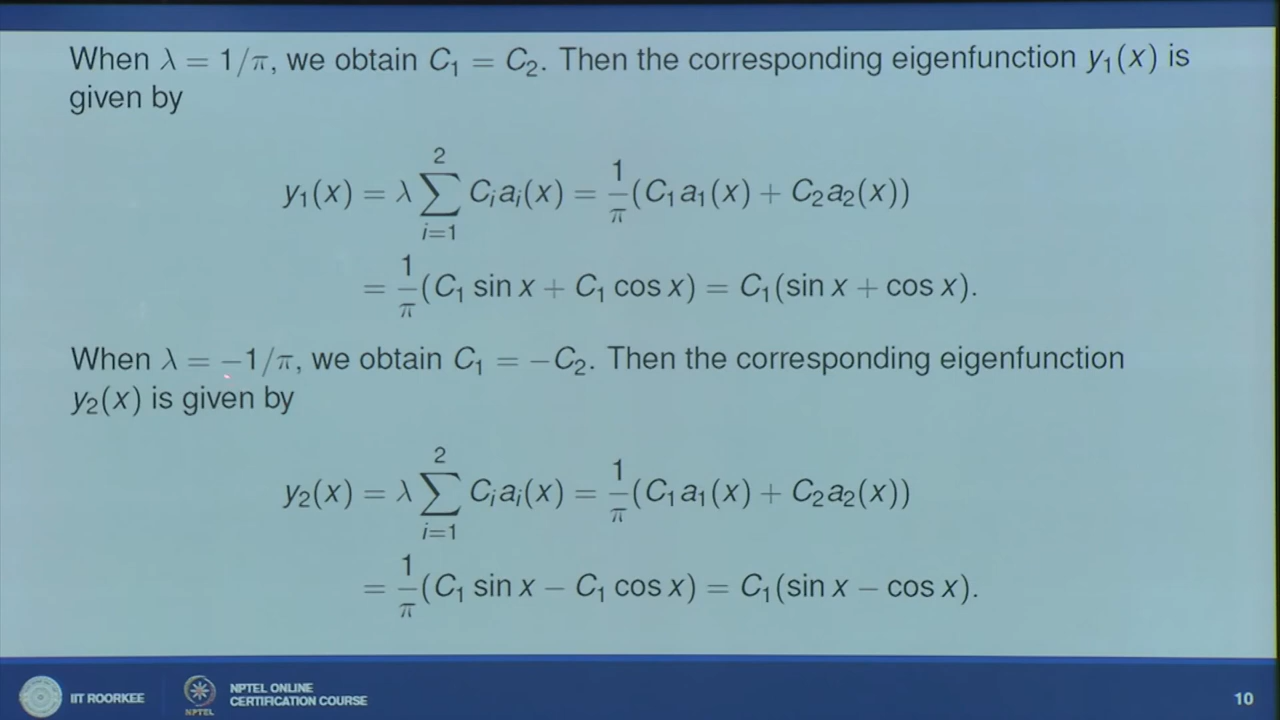 When λ = 1/π, we obtain C₁ = C₂. Then the corresponding eigenfunction y₁(x) is
given by
y₁(x) = λ ∑_{i=1}^{2} Cᵢaᵢ(x) = 1/π (C₁a₁(x) + C₂a₂(x))
= 1/π (C₁ sin x + C₁ cos x) = C₁(sin x + cos x).
When λ = −1/π, we obtain C₁ = −C₂. Then the corresponding eigenfunction
y₂(x) is given by
y₂(x) = λ ∑_{i=1}^{2} Cᵢaᵢ(x) = 1/π (C₁a₁(x) + C₂a₂(x))
= 1/π (C₁ sin x − C₁ cos x) = C₁(sin x − cos x).
IIT ROORKEE
NPTEL
NPTEL ONLINE
CERTIFICATION COURSE
10